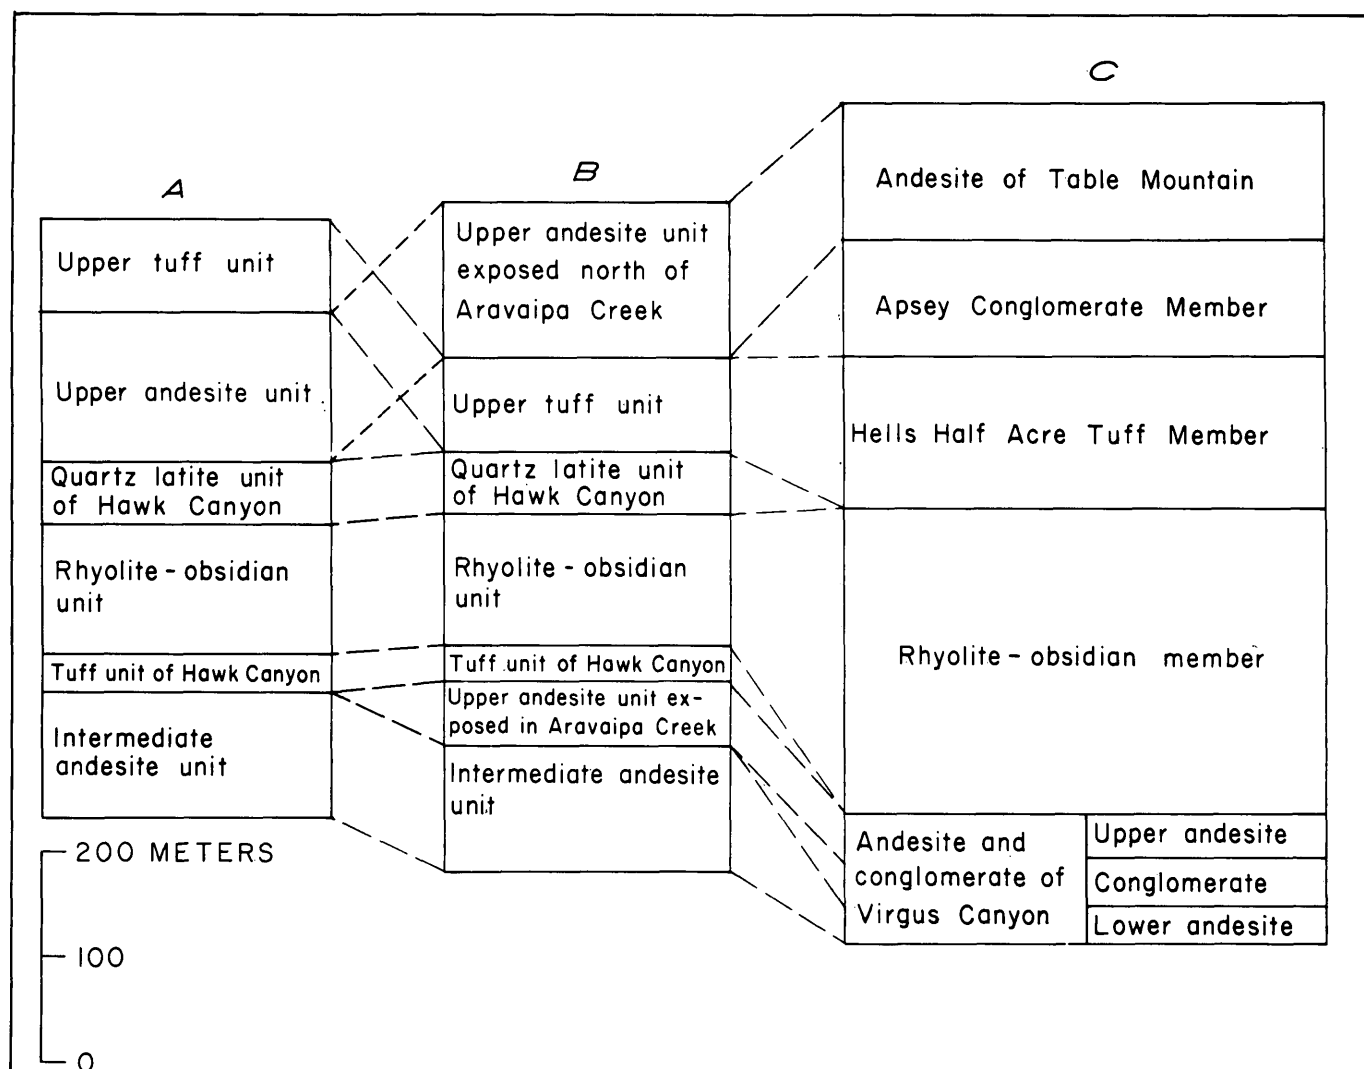 A
Upper tuff unit
Upper andesite unit
Quartz latite unit
of Hawk Canyon
Rhyolite-obsidian
unit
Tuff unit of Hawk Canyon
Intermediate
andesite unit
200 METERS
100
0
B
Upper andesite unit
exposed north of
Aravaipa Creek
Upper tuff unit
Quartz latite unit
of Hawk Canyon
Rhyolite-obsidian
unit
Tuff unit of Hawk Canyon
Upper andesite unit ex-
posed in Aravaipa Creek
Intermediate andesite
unit
C
Andesite of Table Mountain
Apsey Conglomerate Member
Hells Half Acre Tuff Member
Rhyolite-obsidian member
Andesite and
conglomerate of
Virgus Canyon
Upper andesite
Conglomerate
Lower andesite